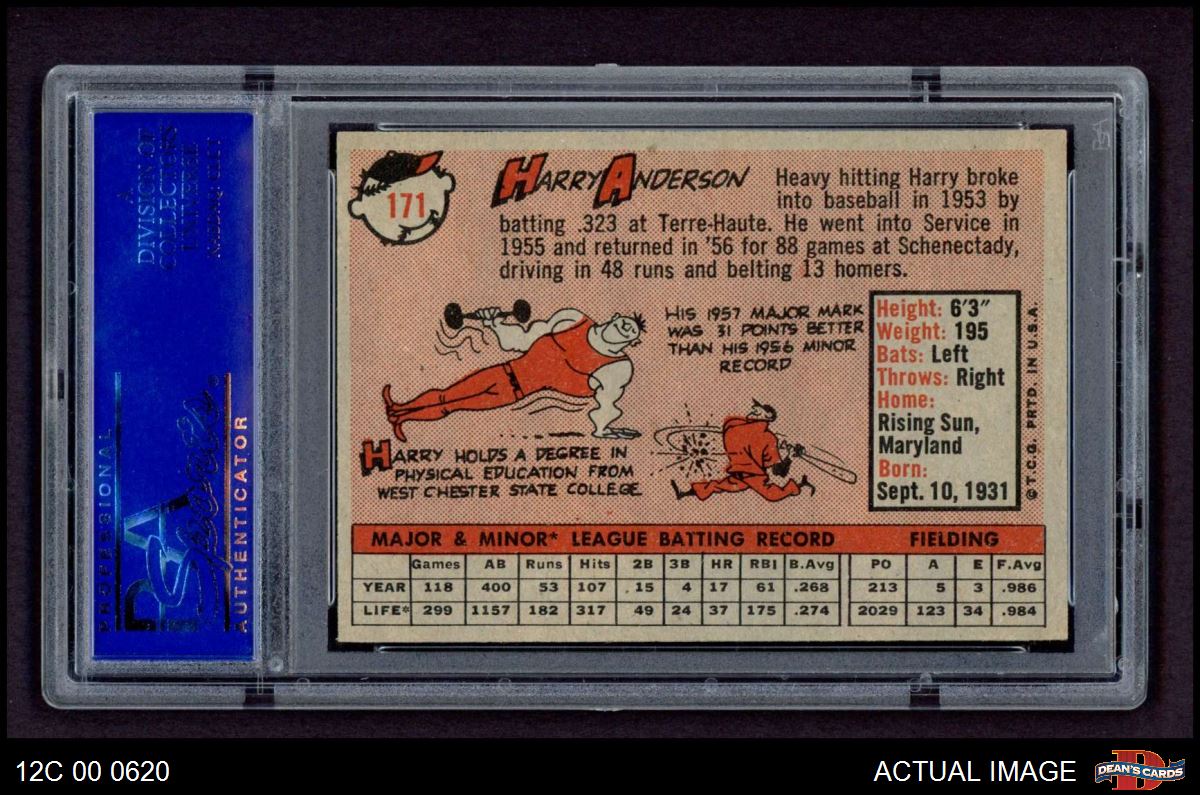 A
DIVISION OF
COLLECTORS
UNIVERSE
NASDAQ: CLCT
PROFESSIONAL
PSA
AUTHENTICATOR
171
HARRY ANDERSON
Heavy hitting Harry broke
into baseball in 1953 by
batting .323 at Terre-Haute. He went into Service in
1955 and returned in '56 for 88 games at Schenectady,
driving in 48 runs and belting 13 homers.
HIS 1957 MAJOR MARK
WAS 31 POINTS BETTER
THAN HIS 1956 MINOR
RECORD
HARRY HOLDS A DEGREE IN
PHYSICAL EDUCATION FROM
WEST CHESTER STATE COLLEGE.
Height: 6'3"
Weight: 195
Bats: Left
Throws: Right
Home:
Rising Sun,
Maryland
Born:
Sept. 10, 1931
©T.C.G. PRTD. IN U.S.A.
MAJOR & MINOR* LEAGUE BATTING RECORD FIELDING
Games AB Runs Hits 2B 3B HR RBI B.Avg PO A E F.Avg
YEAR 118 400 53 107 15 4 17 61 .268 213 5 3 .986
LIFE* 299 1157 182 317 49 24 37 175 .274 2029 123 34 .984
12C 00 0620
ACTUAL IMAGE
D
DEAN'S CARDS